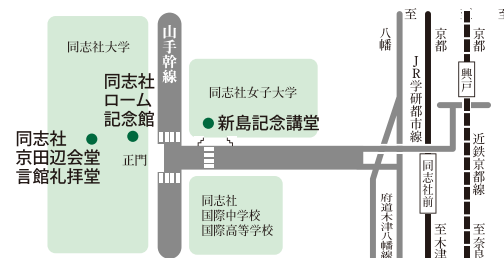 同志社大学
同志社
ローム
記念館
同志社
京田辺会堂
言館礼拝堂
正門
山手幹線
同志社女子大学
新島記念講堂
同志社
国際中学校
国際高等学校
八幡
至
京都
JR学研都市線
同志社前
至木津
府道木津八幡線
京都
興戸
近鉄京都線
至奈良